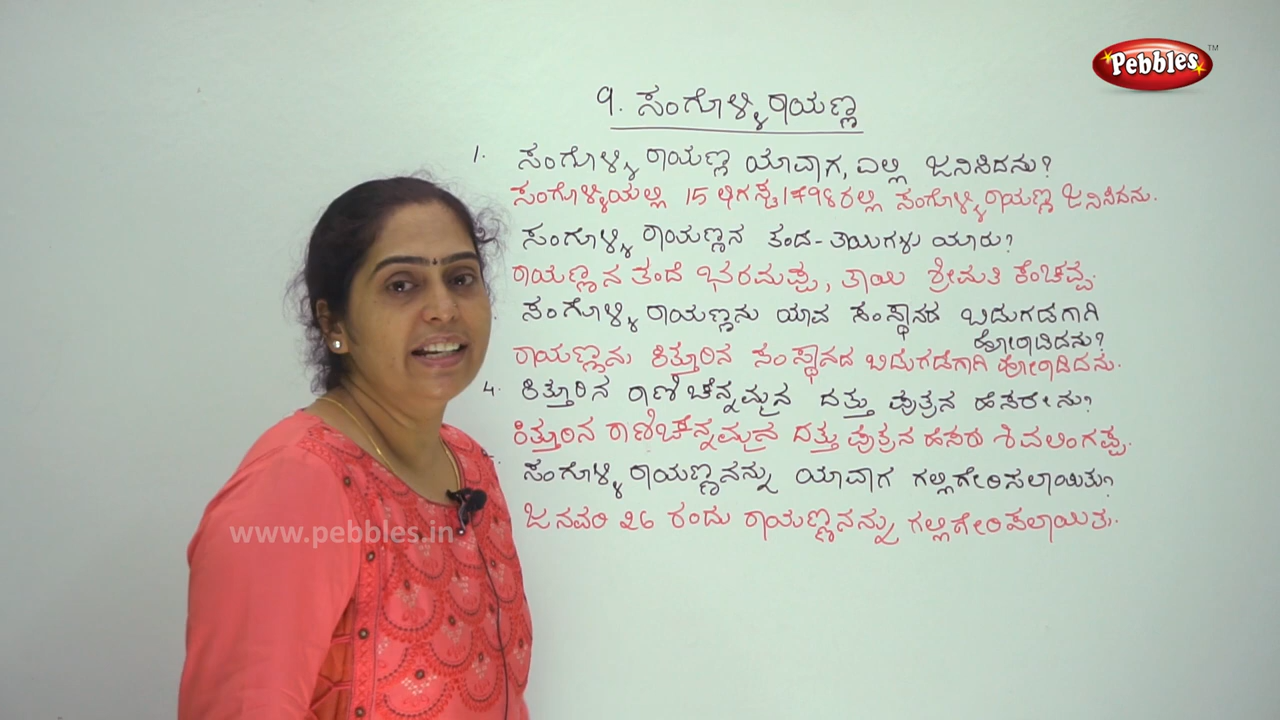 Pebbles TM
9. ಸಂಗೊಳ್ಳಿ ರಾಯಣ್ಣ
1. ಸಂಗೊಳ್ಳಿ ರಾಯಣ್ಣ ಯಾವಾಗ, ಎಲ್ಲಿ ಜನಿಸಿದನು?
ಸಂಗೊಳ್ಳಿಯಲ್ಲಿ 15 ಆಗಸ್ಟ್ 1798 ರಲ್ಲಿ ಸಂಗೊಳ್ಳಿ ರಾಯಣ್ಣ ಜನಿಸಿದನು.
ಸಂಗೊಳ್ಳಿ ರಾಯಣ್ಣನ ತಂದೆ-ತಾಯಿಗಳು ಯಾರು?
ರಾಯಣ್ಣನ ತಂದೆ ಭರಮಪ್ಪ, ತಾಯಿ ಶ್ರೀಮತಿ ಕೆಂಚವ್ವ.
ಸಂಗೊಳ್ಳಿ ರಾಯಣ್ಣನು ಯಾವ ಸಂಸ್ಥಾನದ ಬಿಡುಗಡೆಗಾಗಿ
ಹೋರಾಡಿದನು?
ರಾಯಣ್ಣನು ಕಿತ್ತೂರಿನ ಸಂಸ್ಥಾನದ ಬಿಡುಗಡೆಗಾಗಿ ಹೋರಾಡಿದನು.
4. ಕಿತ್ತೂರಿನ ರಾಣಿ ಚೆನ್ನಮ್ಮನ ದತ್ತು ಪುತ್ರನ ಹೆಸರೇನು?
ಕಿತ್ತೂರಿನ ರಾಣಿ ಚೆನ್ನಮ್ಮನ ದತ್ತು ಪುತ್ರನ ಹೆಸರು ಶಿವಲಿಂಗಪ್ಪ.
ಸಂಗೊಳ್ಳಿ ರಾಯಣ್ಣನನ್ನು ಯಾವಾಗ ಗಲ್ಲಿಗೇರಿಸಲಾಯಿತು?
ಜನವರಿ 26 ರಂದು ರಾಯಣ್ಣನನ್ನು ಗಲ್ಲಿಗೇರಿಸಲಾಯಿತು.
www.pebbles.in